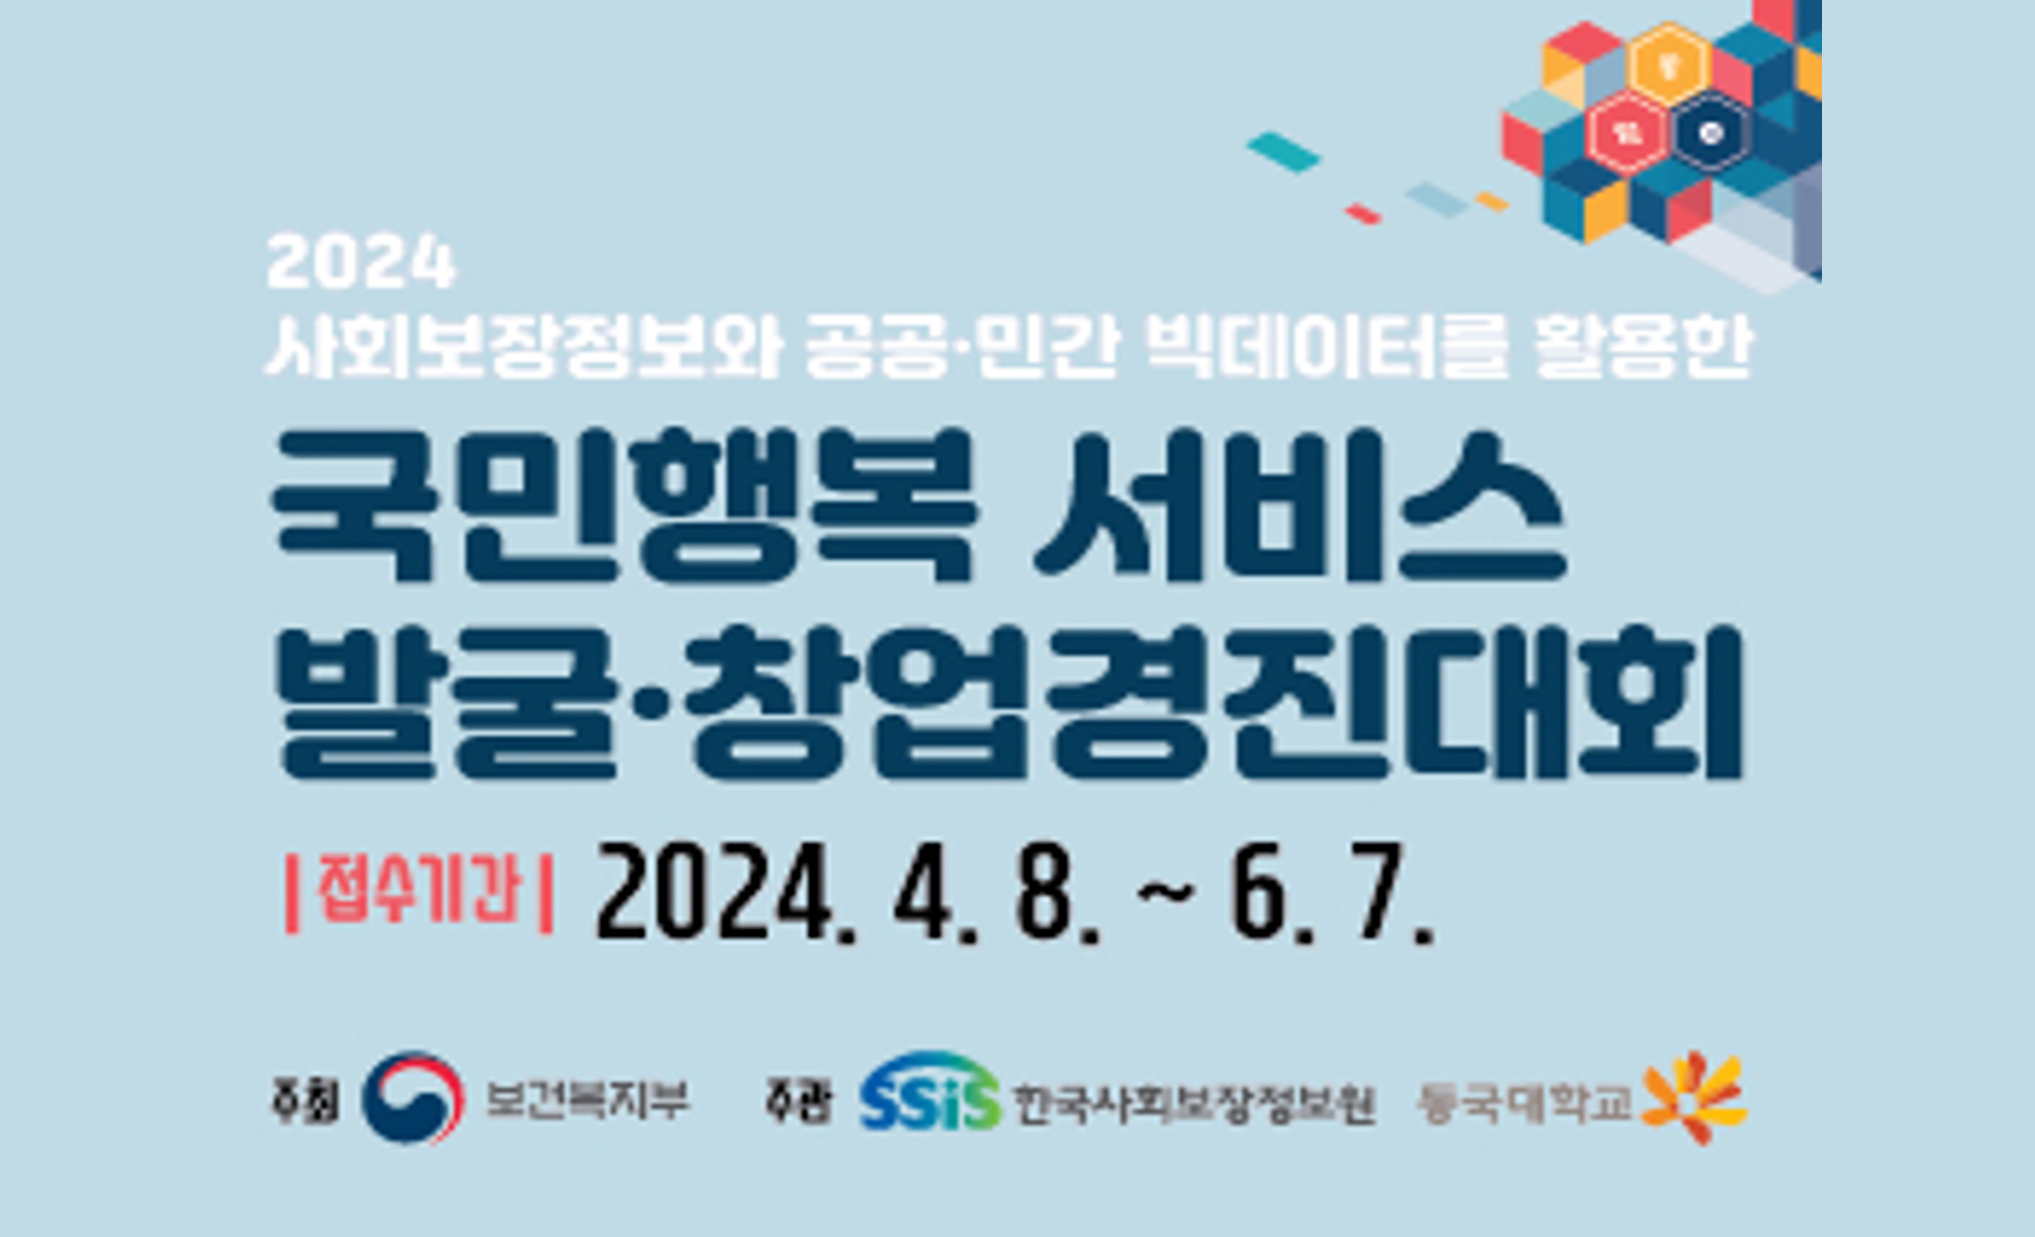 2024
사회보장정보와 공공·민간 빅데이터를 활용한
국민행복 서비스
발굴·창업경진대회
|접수기간| 2024. 4. 8. ~ 6. 7.
주최 보건복지부 주관 SSiS 한국사회보장정보원 동국대학교